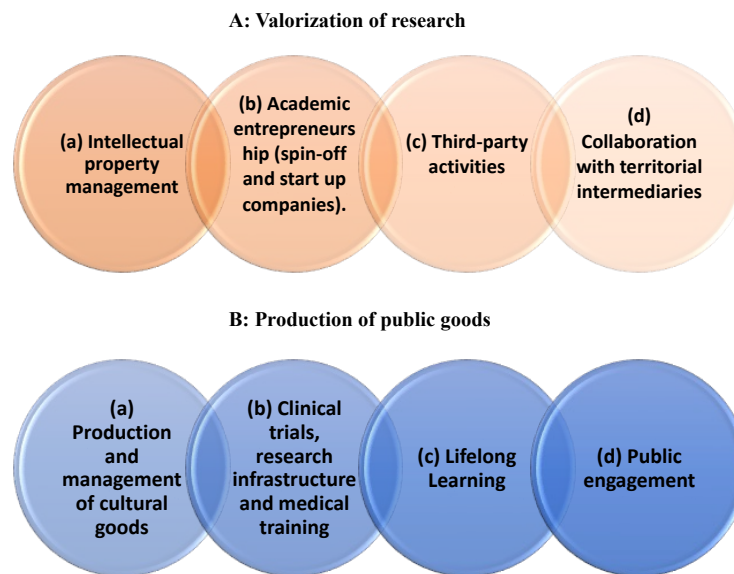 A: Valorization of research
(a) Intellectual
property
management
(b) Academic
entrepreneurs
hip (spin-off
and start up
companies).
(c) Third-party
activities
(d)
Collaboration
with territorial
intermediaries
B: Production of public goods
(a)
Production
and
management
of cultural
goods
(b) Clinical
trials,
research
infrastructure
and medical
training
(c) Lifelong
Learning
(d) Public
engagement